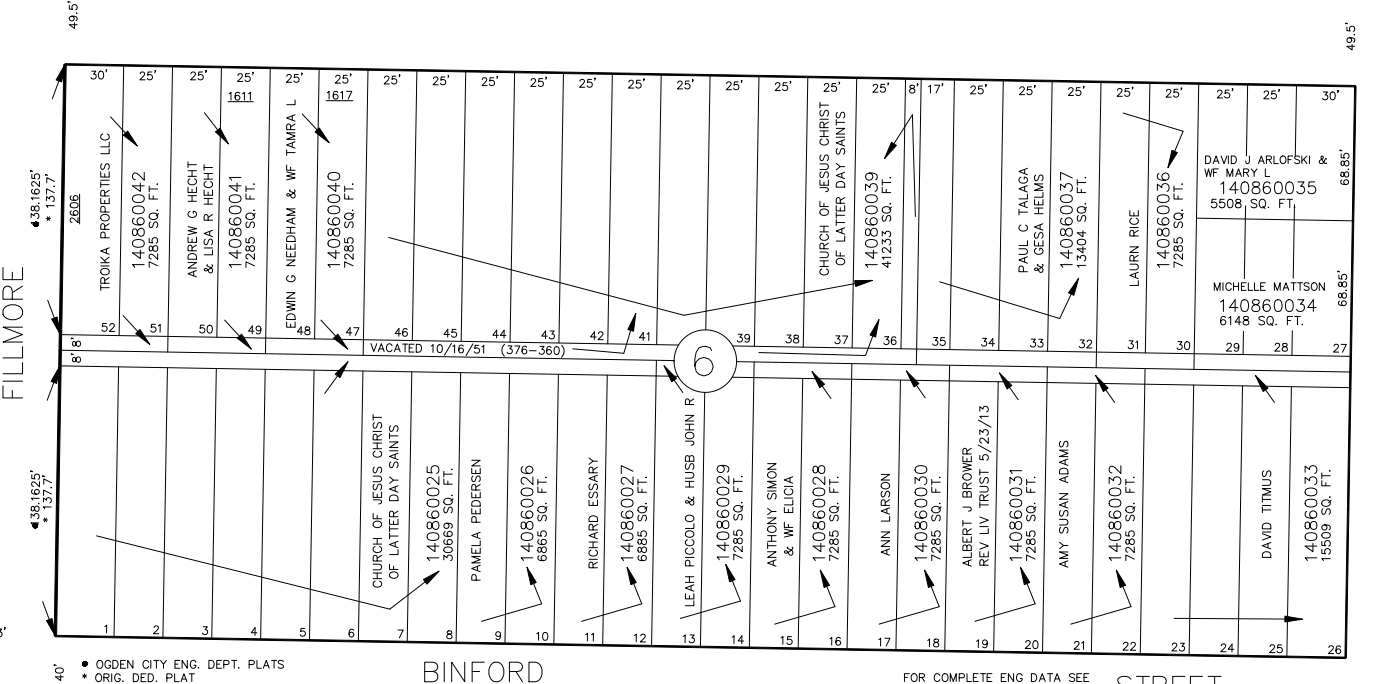 49.5'
49.5'
30' 25' 25' 25' 25' 25' 25' 25' 25' 25' 25' 25' 25' 25' 25' 25' 25' 8' 17' 25' 25' 25' 25' 25' 25' 25' 30'
1611
1617
FILLMORE
138.1625'
* 137.7'
2606
TROIKA PROPERTIES LLC
140860042
7285 SQ. FT.
ANDREW G HECHT
& LISA R HECHT
140860041
7285 SQ. FT.
EDWIN G NEEDHAM & WF TAMRA L
140860040
7285 SQ. FT.
CHURCH OF JESUS CHRIST
OF LATTER DAY SAINTS
140860039
41233 SQ. FT.
PAUL C TALAGA
& GESA HELMS
140860037
13404 SQ. FT.
LAURN RICE
140860036
7285 SQ. FT.
DAVID J ARLOFSKI &
WF MARY L
140860035
5508 SQ. FT.
68.85'
MICHELLE MATTSON
140860034
6148 SQ. FT.
68.85'
52 51 50 49 48 47 46 45 44 43 42 41 39 38 37 36 35 34 33 32 31 30 29 28 27
8'
8'
VACATED 10/16/51 (376-360)
6
138.1625'
* 137.7'
CHURCH OF JESUS CHRIST
OF LATTER DAY SAINTS
140860025
30669 SQ. FT.
PAMELA PEDERSEN
140860026
6865 SQ. FT.
RICHARD ESSARY
140860027
6885 SQ. FT.
LEAH PICCOLO & HUSB JOHN R
140860029
7285 SQ. FT.
ANTHONY SIMON
& WF ELICIA
140860028
7285 SQ. FT.
ANN LARSON
140860030
7285 SQ. FT.
ALBERT J BROWER
REV LIV TRUST 5/23/13
140860031
7285 SQ. FT.
AMY SUSAN ADAMS
140860032
7285 SQ. FT.
DAVID TITMUS
140860033
15509 SQ. FT.
1 2 3 4 5 6 7 8 9 10 11 12 13 14 15 16 17 18 19 20 21 22 23 24 25 26
40'
● OGDEN CITY ENG. DEPT. PLATS
* ORIG. DED. PLAT
BINFORD
FOR COMPLETE ENG DATA SEE
STREET